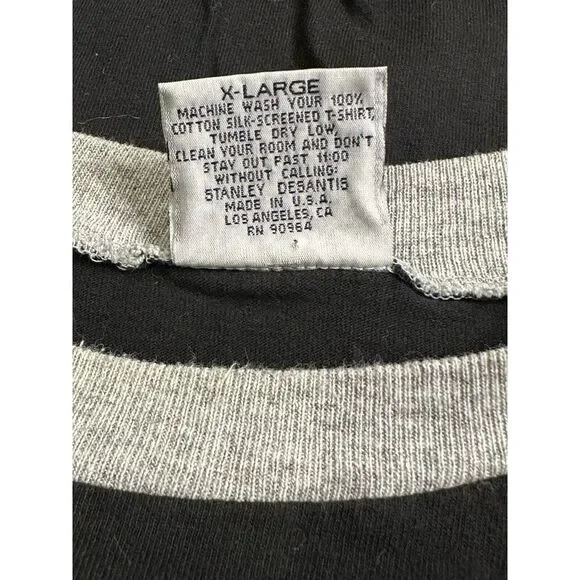 X-LARGE
MACHINE WASH YOUR 100%
COTTON SILK-SCREENED T-SHIRT,
TUMBLE DRY LOW,
CLEAN YOUR ROOM AND DON'T
STAY OUT PAST 11:00
WITHOUT CALLING:
STANLEY DESANTIS
MADE IN U.S.A.
LOS ANGELES, CA
RN 90964